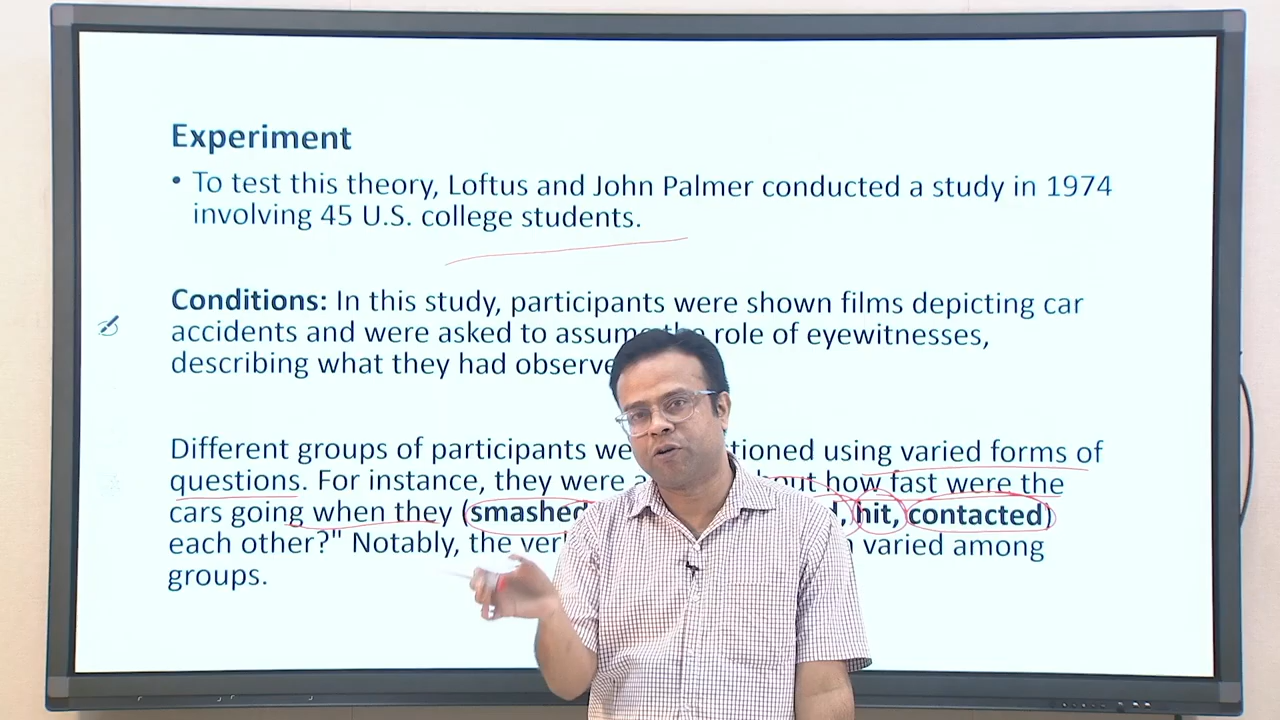 Experiment
• To test this theory, Loftus and John Palmer conducted a study in 1974
involving 45 U.S. college students.
Conditions: In this study, participants were shown films depicting car
accidents and were asked to assume the role of eyewitnesses,
describing what they had observe
Different groups of participants we tioned using varied forms of
questions. For instance, they were a out how fast were the
cars going when they (smashed d, hit, contacted)
each other?" Notably, the ver varied among
groups.